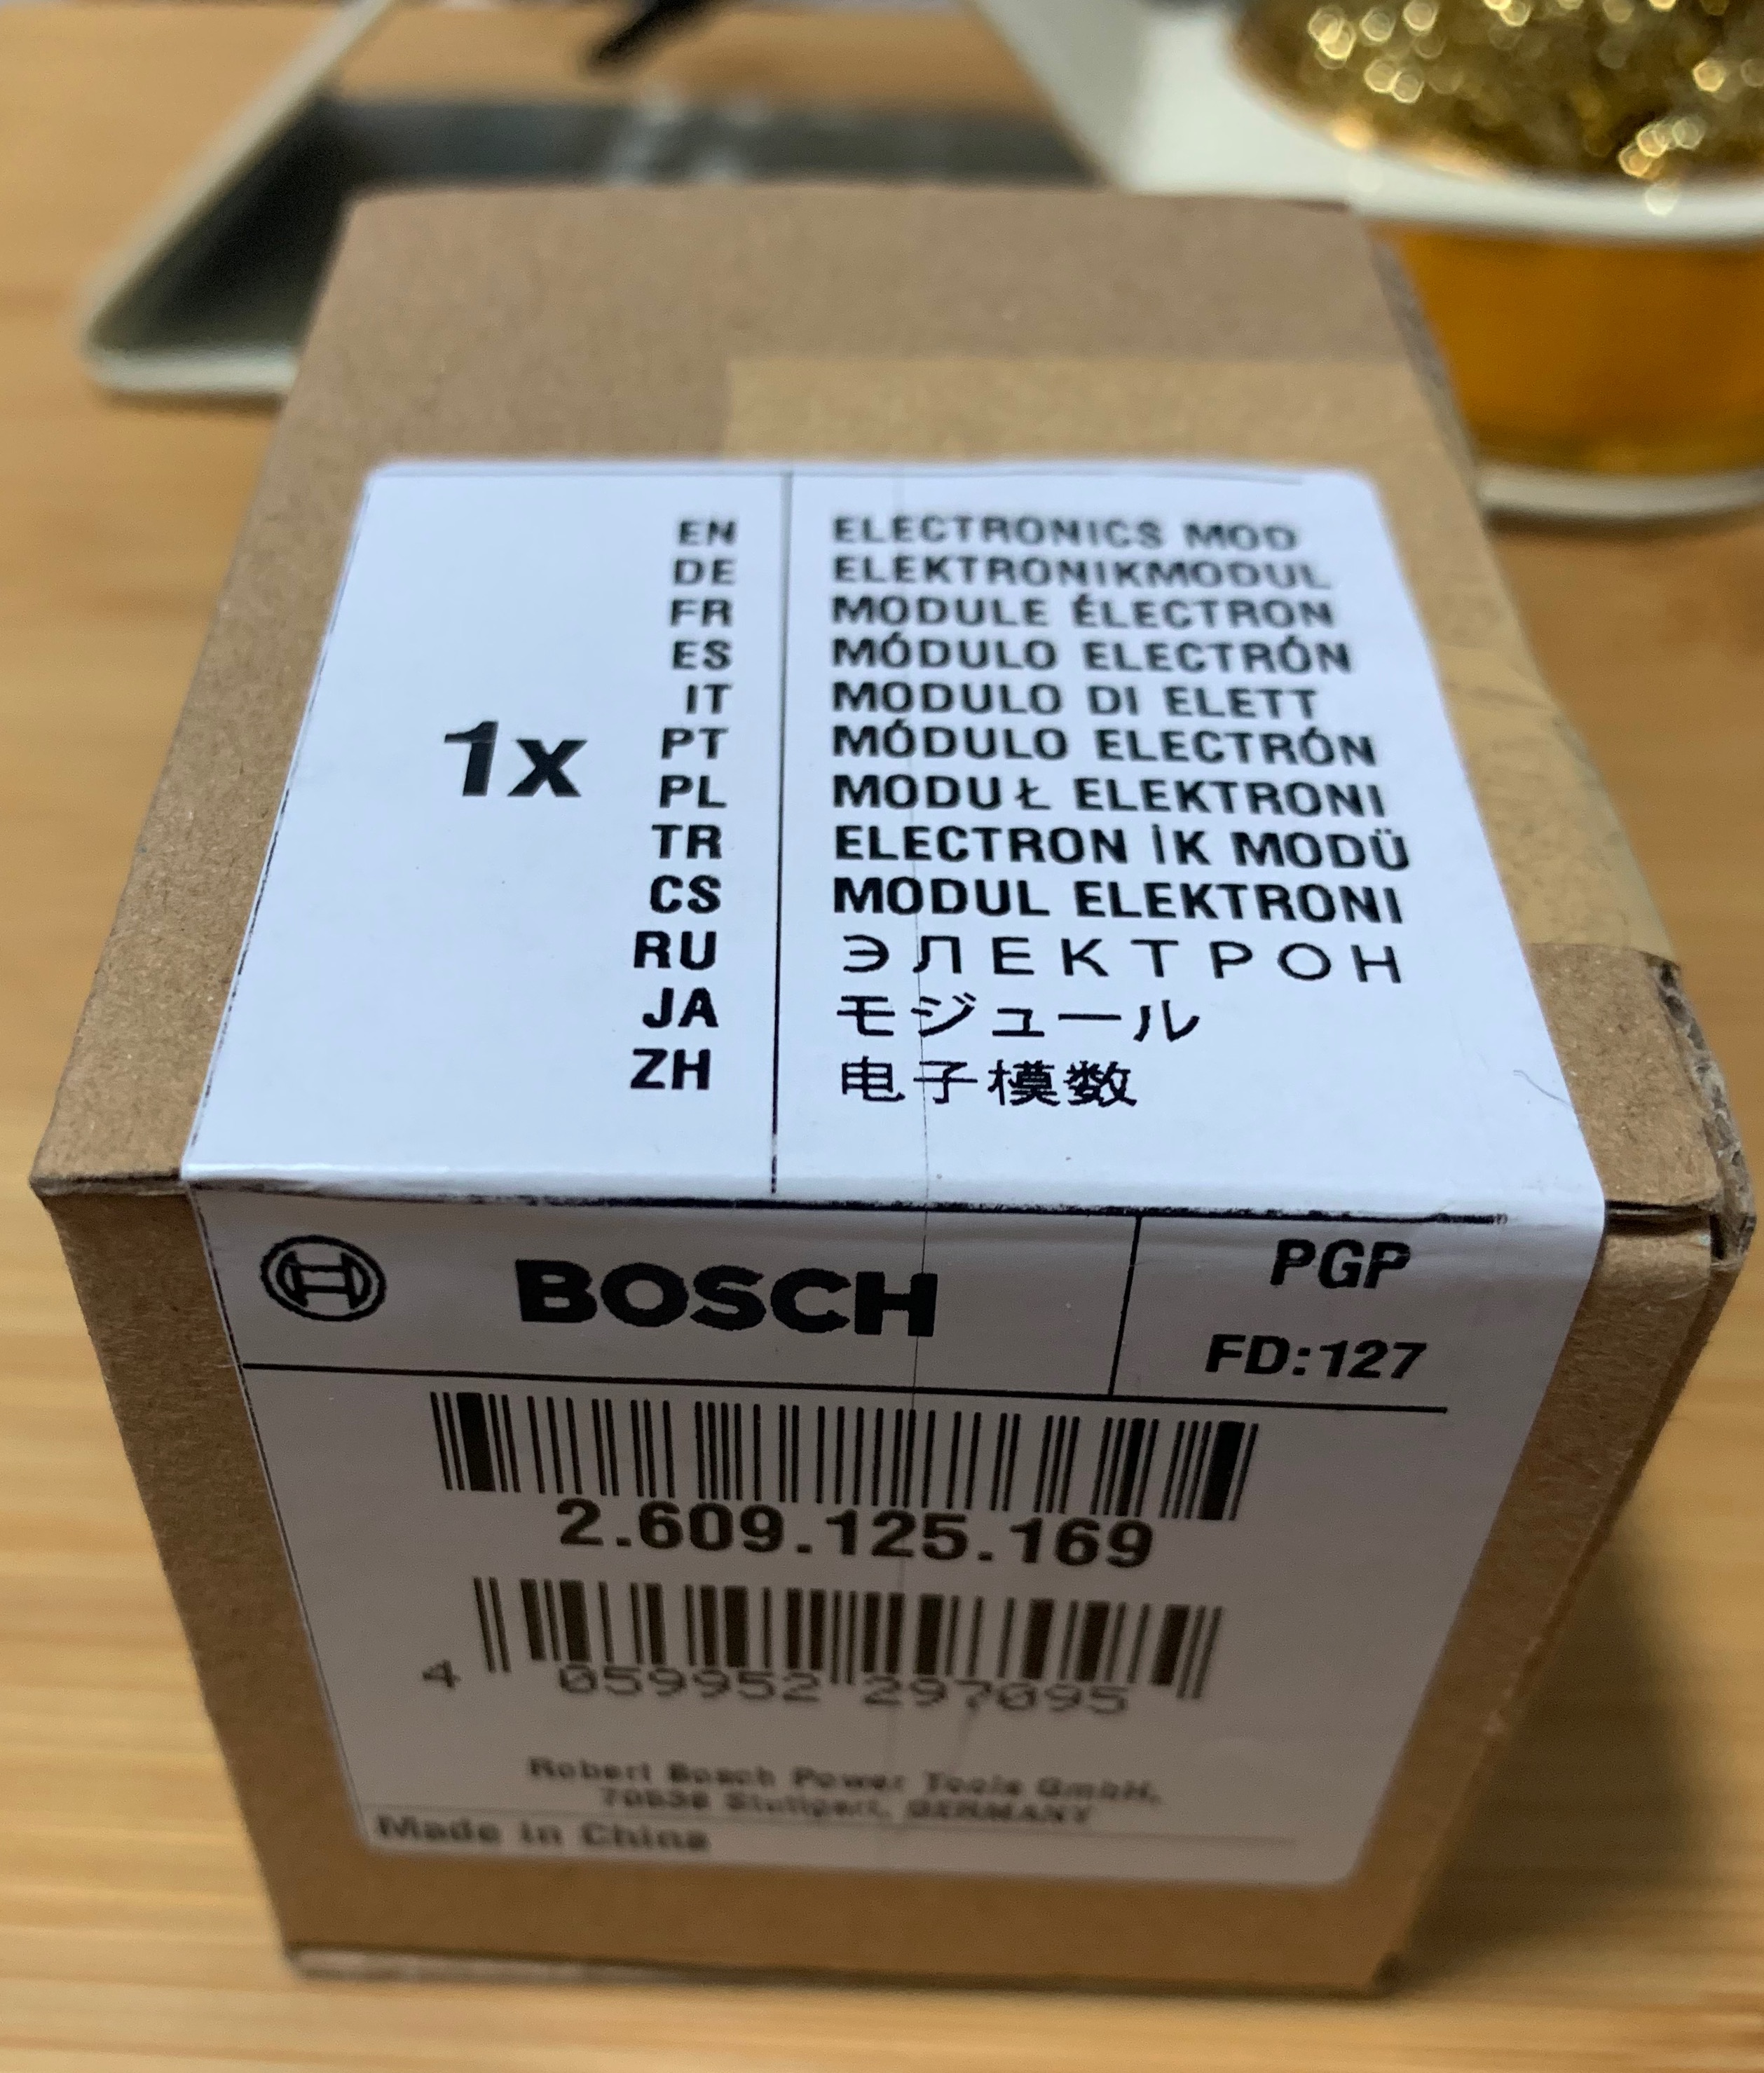 1x
EN ELECTRONICS MOD
DE ELEKTRONIKMODUL
FR MODULE ÉLECTRON
ES MÓDULO ELECTRÓN
IT MODULO DI ELETT
PT MÓDULO ELECTRÓN
PL MODUŁ ELEKTRONI
TR ELECTRON İK MODÜ
CS MODUL ELEKTRONI
RU ЭЛЕКТРОН
JA モジュール
ZH 电子模数
BOSCH
PGP
FD:127
2.609.125.169
4 059952 297095
Robert Bosch Power Tools GmbH,
70538 Stuttgart, GERMANY
Made in China